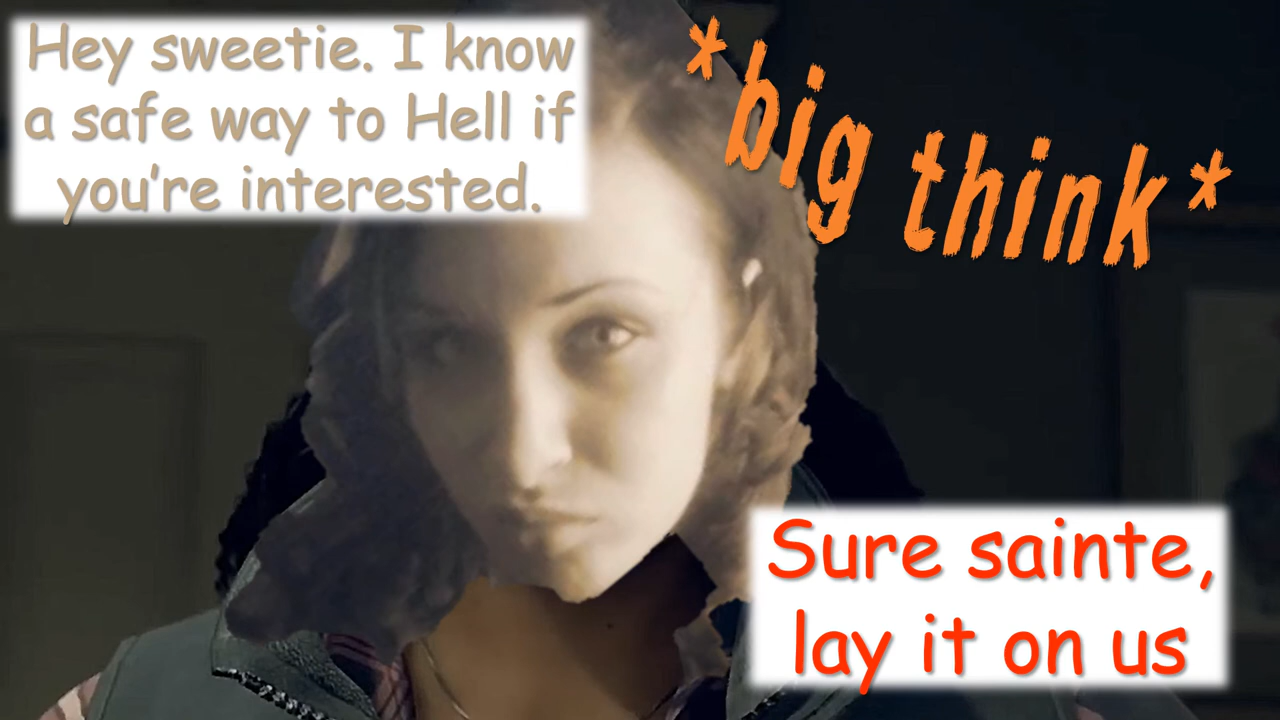 Hey sweetie. I know
a safe way to Hell if
you're interested.
*big think*
Sure sainte,
lay it on us